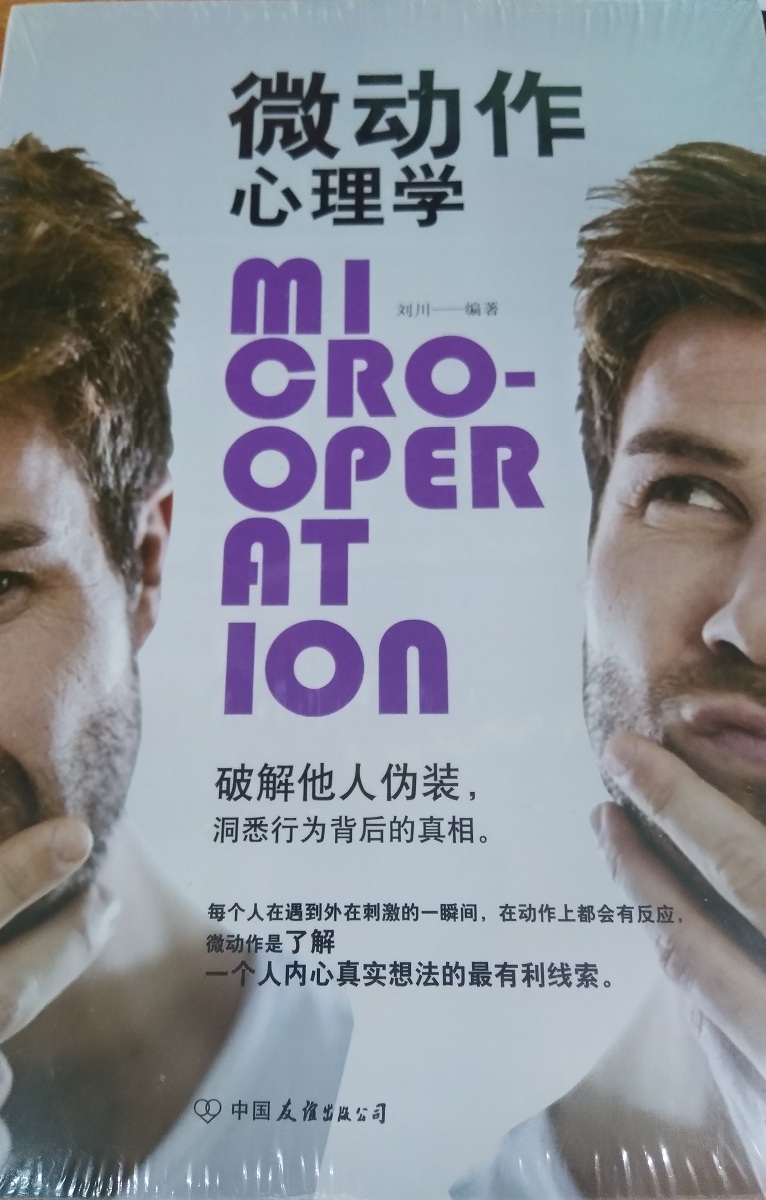 微动作
心理学
MI
刘川——编著
CRO-
OPER
AT
ION
破解他人伪装，
洞悉行为背后的真相。
每个人在遇到外在刺激的一瞬间，在动作上都会有反应，
微动作是了解
一个人内心真实想法的最有利线索。
中国友谊出版公司